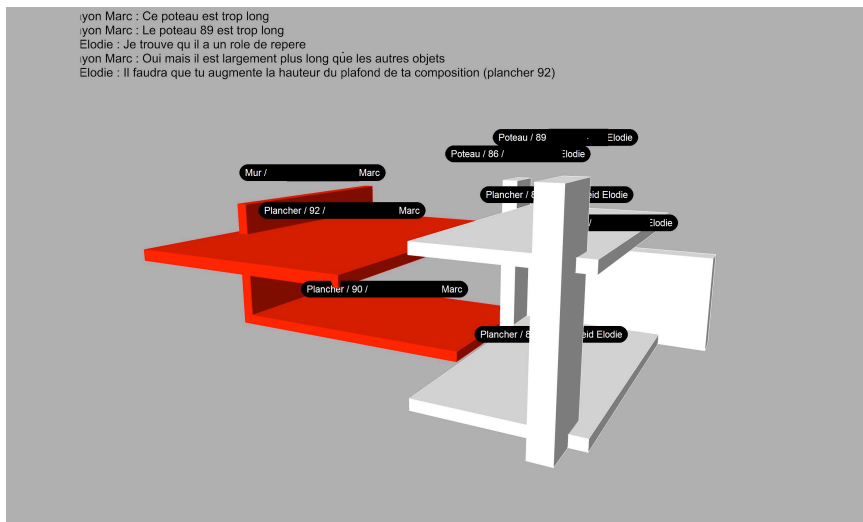 yon Marc : Ce poteau est trop long
yon Marc : Le poteau 89 est trop long
Elodie : Je trouve qu il a un role de repere
yon Marc : Oui mais il est largement plus long que les autres objets
Elodie : Il faudra que tu augmente la hauteur du plafond de ta composition (plancher 92)
Poteau / 89 - Elodie
Poteau / 86 / Elodie
Mur / Marc
Plancher / 8 eid Elodie
Plancher / 92 / Marc
/ Elodie
Plancher / 90 / Marc
Plancher / 8 eid Elodie